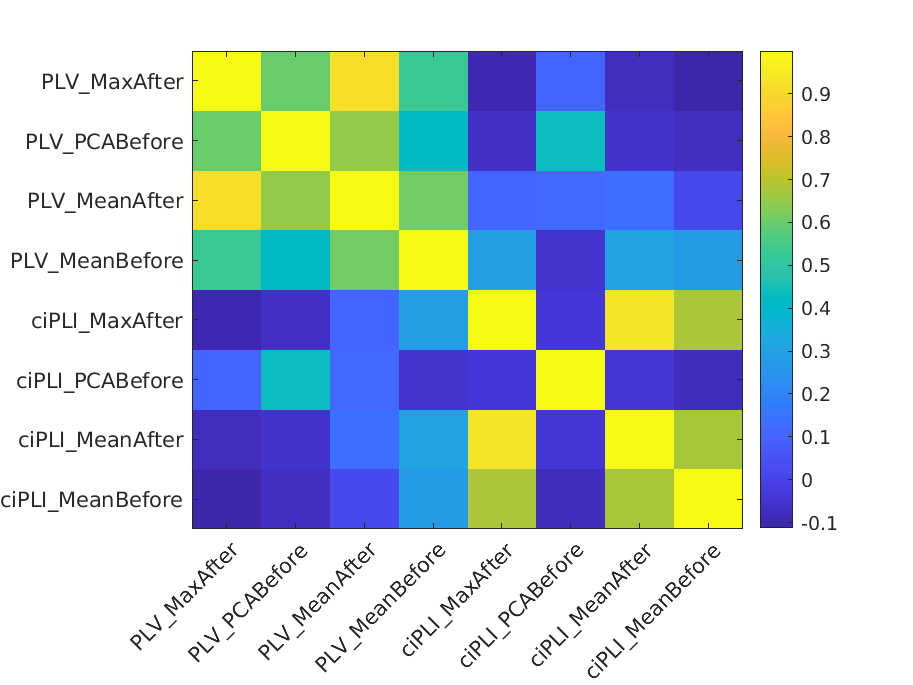 PLV_MaxAfter
PLV_PCABefore
PLV_MeanAfter
PLV_MeanBefore
ciPLI_MaxAfter
ciPLI_PCABefore
ciPLI_MeanAfter
ciPLI_MeanBefore
PLV_MaxAfter
PLV_PCABefore
PLV_MeanAfter
PLV_MeanBefore
ciPLI_MaxAfter
ciPLI_PCABefore
ciPLI_MeanAfter
ciPLI_MeanBefore
0.9
0.8
0.7
0.6
0.5
0.4
0.3
0.2
0.1
0
-0.1